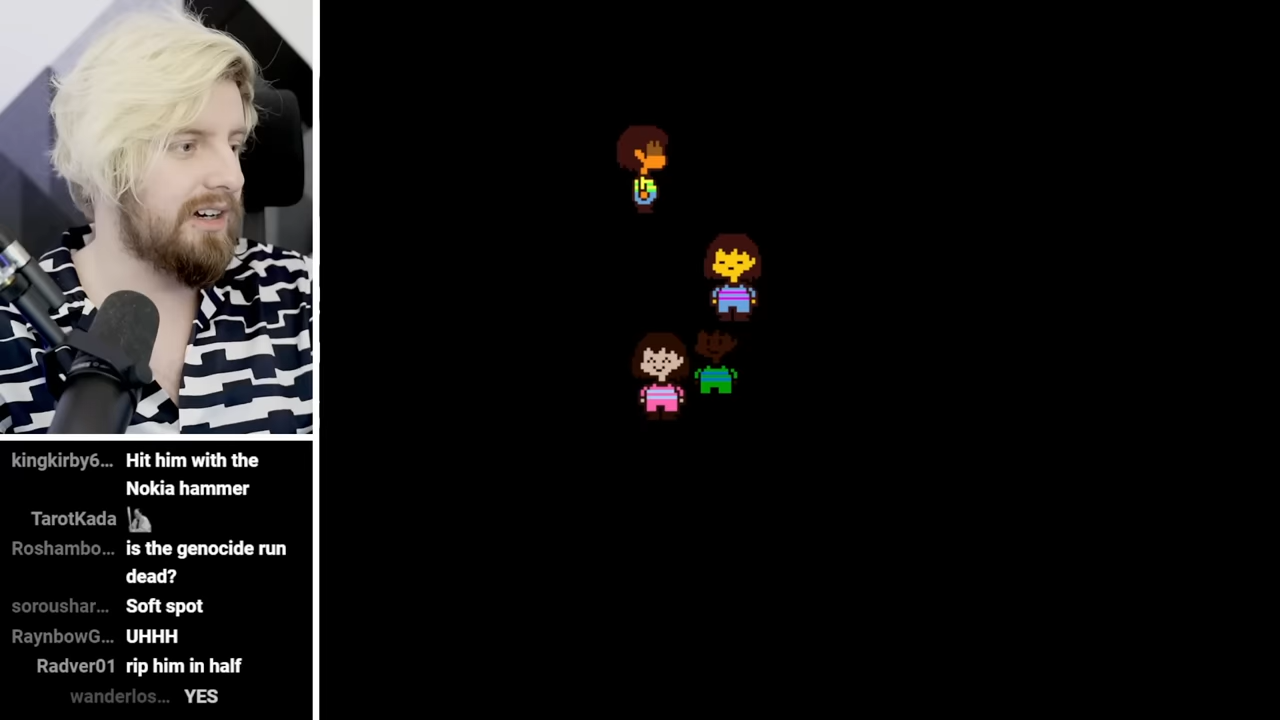 kingkirby6... Hit him with the
Nokia hammer
TarotKada
Roshambo... is the genocide run
dead?
soroushar... Soft spot
RaynbowG... UHHH
Radver01 rip him in half
wanderlos... YES